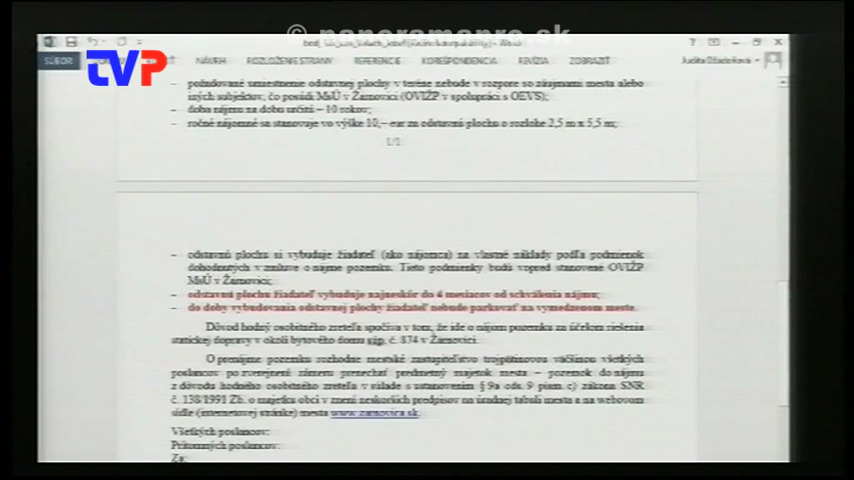 © panoramapro.sk
TVP
SÚBOR NÁVRH ROZLOŽENIE STRANY REFERENCIE KOREŠPONDENCIA REVÍZIA ZOBRAZIŤ
- požadované umiestnenie odstavnej plochy v teréne nebude v rozpore so záujmami mesta alebo
iných subjektov, čo posúdi MsÚ v Žarnovici (OVIŽP v spolupráci s OEVS);
- doba nájmu na dobu určitú – 10 rokov;
- ročné nájomné sa stanovuje vo výške 10,– eur za odstavnú plochu o rozlohe 2,5 m x 5,5 m;
1/1
- odstavnú plochu si vybuduje žiadateľ (ako nájomca) na vlastné náklady podľa podmienok
dohodnutých v zmluve o nájme pozemku. Tieto podmienky budú vopred stanovené OVIŽP
MsÚ v Žarnovici;
- odstavnú plochu žiadateľ vybuduje najneskôr do 4 mesiacov od schválenia nájmu;
- do doby vybudovania odstavnej plochy žiadateľ nebude parkovať na vymedzenom mieste.
Dôvod hodný osobitného zreteľa spočíva v tom, že ide o nájom pozemku za účelom riešenia
statickej dopravy v okolí bytového domu súp. č. 874 v Žarnovici.
O prenájme pozemku rozhodne mestské zastupiteľstvo trojpätinovou väčšinou všetkých
poslancov po zverejnení zámeru prenechať predmetný majetok mesta – pozemok do nájmu
z dôvodu hodného osobitného zreteľa v súlade s ustanovením § 9a ods. 9 písm. c) zákona SNR
č. 138/1991 Zb. o majetku obcí v znení neskorších predpisov na úradnej tabuli mesta a na webovom
sídle (internetovej stránke) mesta www.zarnovica.sk.
Všetkých poslancov:
Prítomných poslancov:
Za: